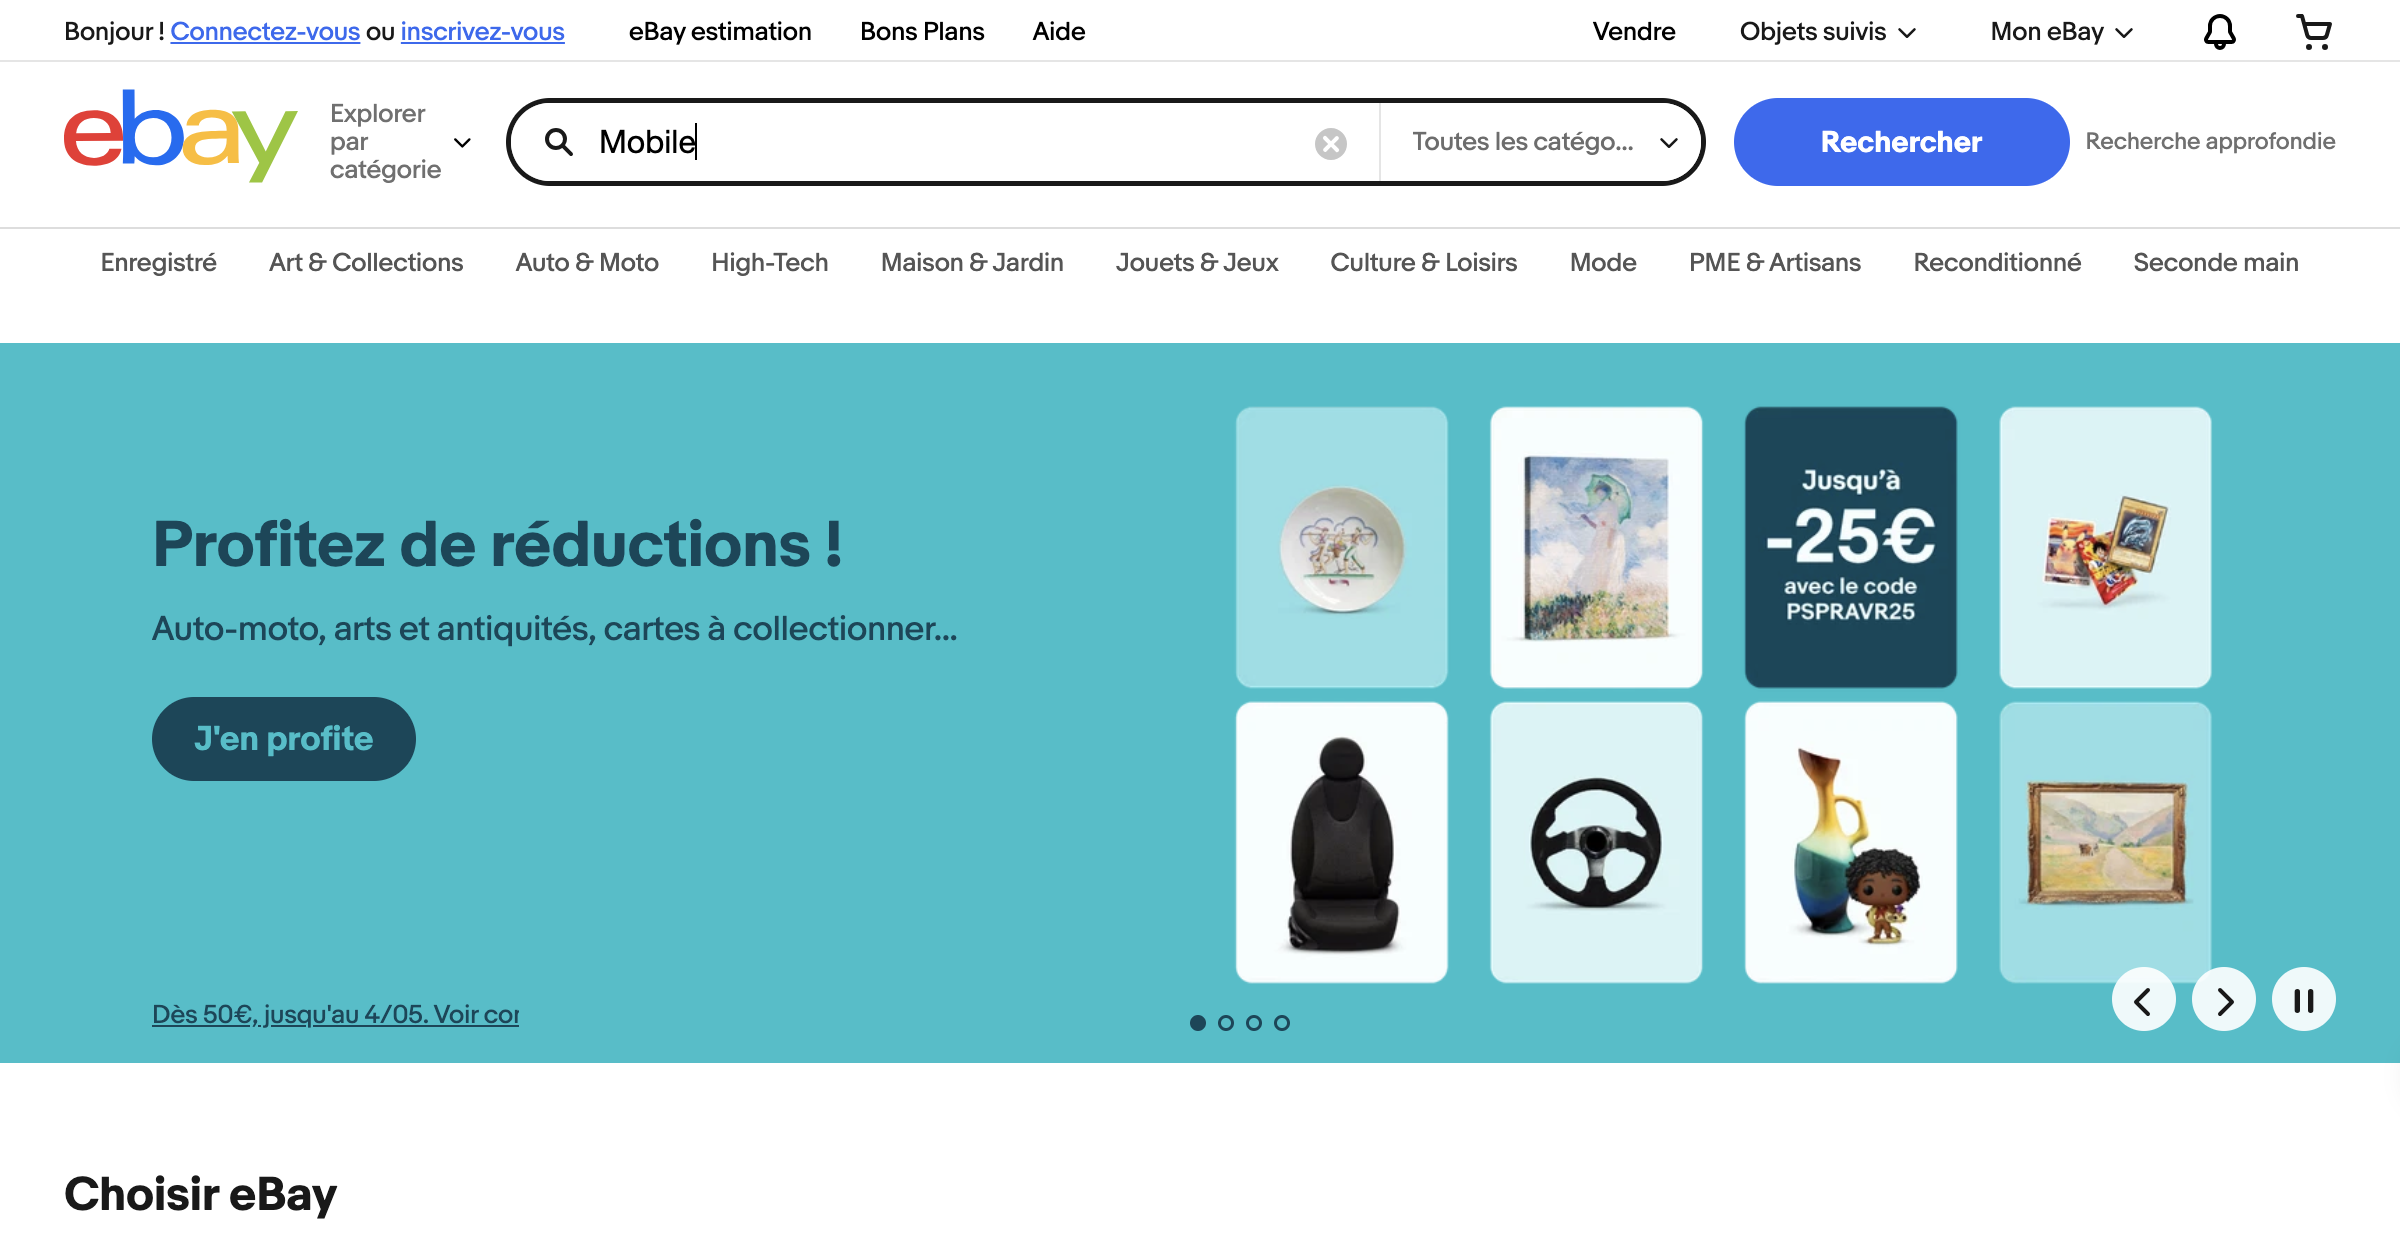 Bonjour ! Connectez-vous ou inscrivez-vous eBay estimation Bons Plans Aide Vendre Objets suivis Mon eBay
ebay
Explorer
par
catégorie
Mobile
Toutes les catégo...
Rechercher
Recherche approfondie
Enregistré Art & Collections Auto & Moto High-Tech Maison & Jardin Jouets & Jeux Culture & Loisirs Mode PME & Artisans Reconditionné Seconde main
Profitez de réductions !
Auto-moto, arts et antiquités, cartes à collectionner...
J'en profite
Dès 50€, jusqu'au 4/05. Voir con
Jusqu'à
-25€
avec le code
PSPRAVR25
Choisir eBay